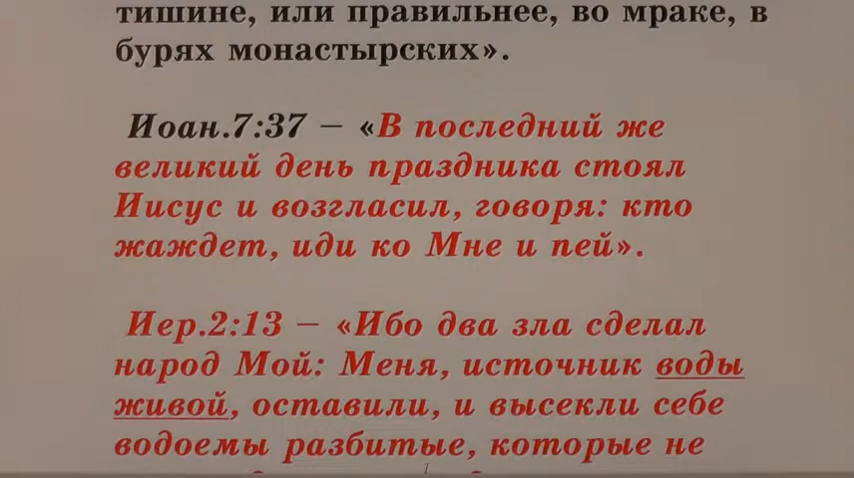 тишине, или правильнее, во мраке, в
бурях монастырских».
Иоан.7:37 – «В последний же
великий день праздника стоял
Иисус и возгласил, говоря: кто
жаждет, иди ко Мне и пей».
Иер.2:13 – «Ибо два зла сделал
народ Мой: Меня, источник воды
живой, оставили, и высекли себе
водоемы разбитые, которые не